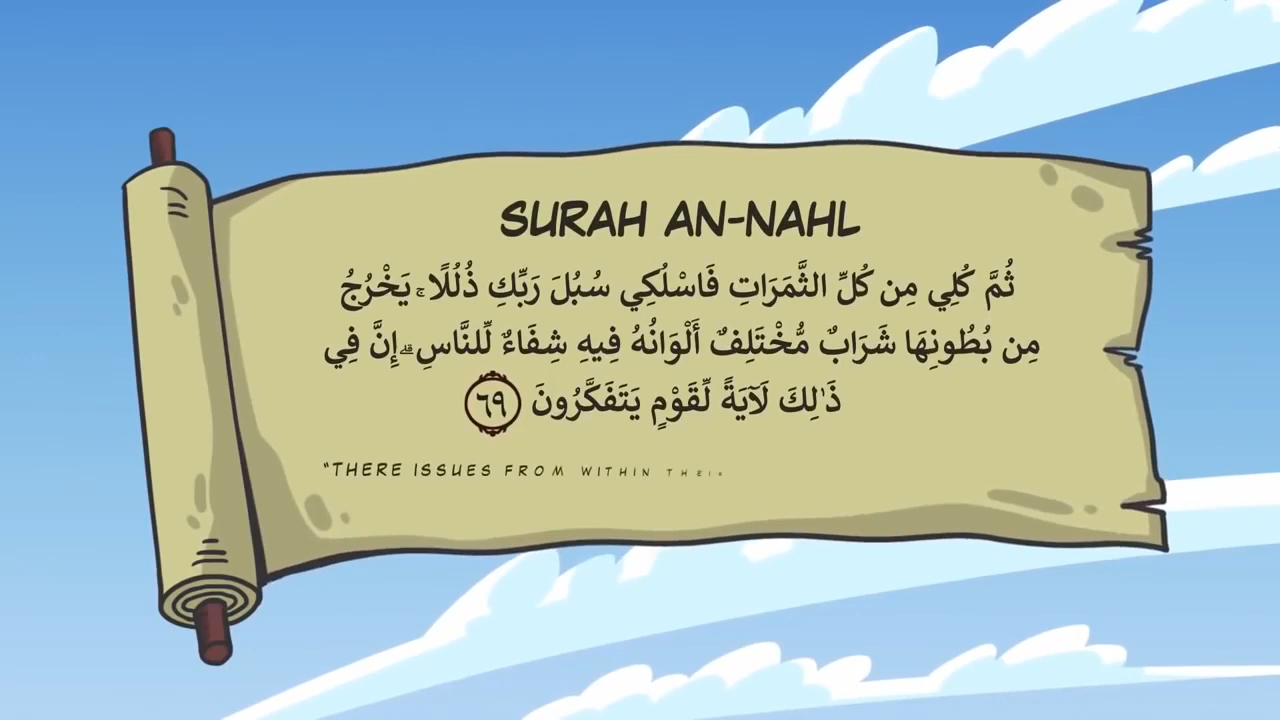 SURAH AN-NAHL
ثُمَّ كُلِي مِن كُلِّ الثَّمَرَاتِ فَاسْلُكِي سُبُلَ رَبِّكِ ذُلُلًا ۚ يَخْرُجُ
مِن بُطُونِهَا شَرَابٌ مُّخْتَلِفٌ أَلْوَانُهُ فِيهِ شِفَاءٌ لِّلنَّاسِ ۗ إِنَّ فِي
ذَٰلِكَ لَآيَةً لِّقَوْمٍ يَتَفَكَّرُونَ ٦٩
"THERE ISSUES FROM WITHIN